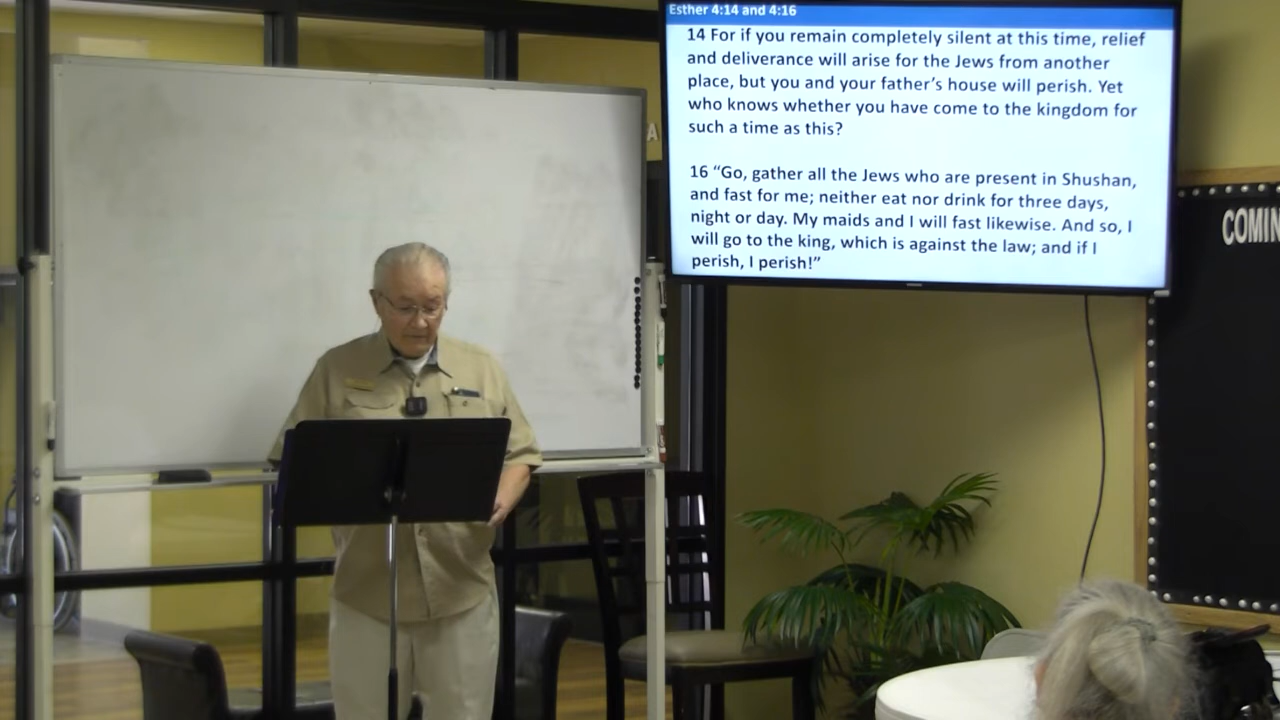 Esther 4:14 and 4:16
14 For if you remain completely silent at this time, relief
and deliverance will arise for the Jews from another
place, but you and your father’s house will perish. Yet
who knows whether you have come to the kingdom for
such a time as this?
16 “Go, gather all the Jews who are present in Shushan,
and fast for me; neither eat nor drink for three days,
night or day. My maids and I will fast likewise. And so, I
will go to the king, which is against the law; and if I
perish, I perish!”
A
COMIN